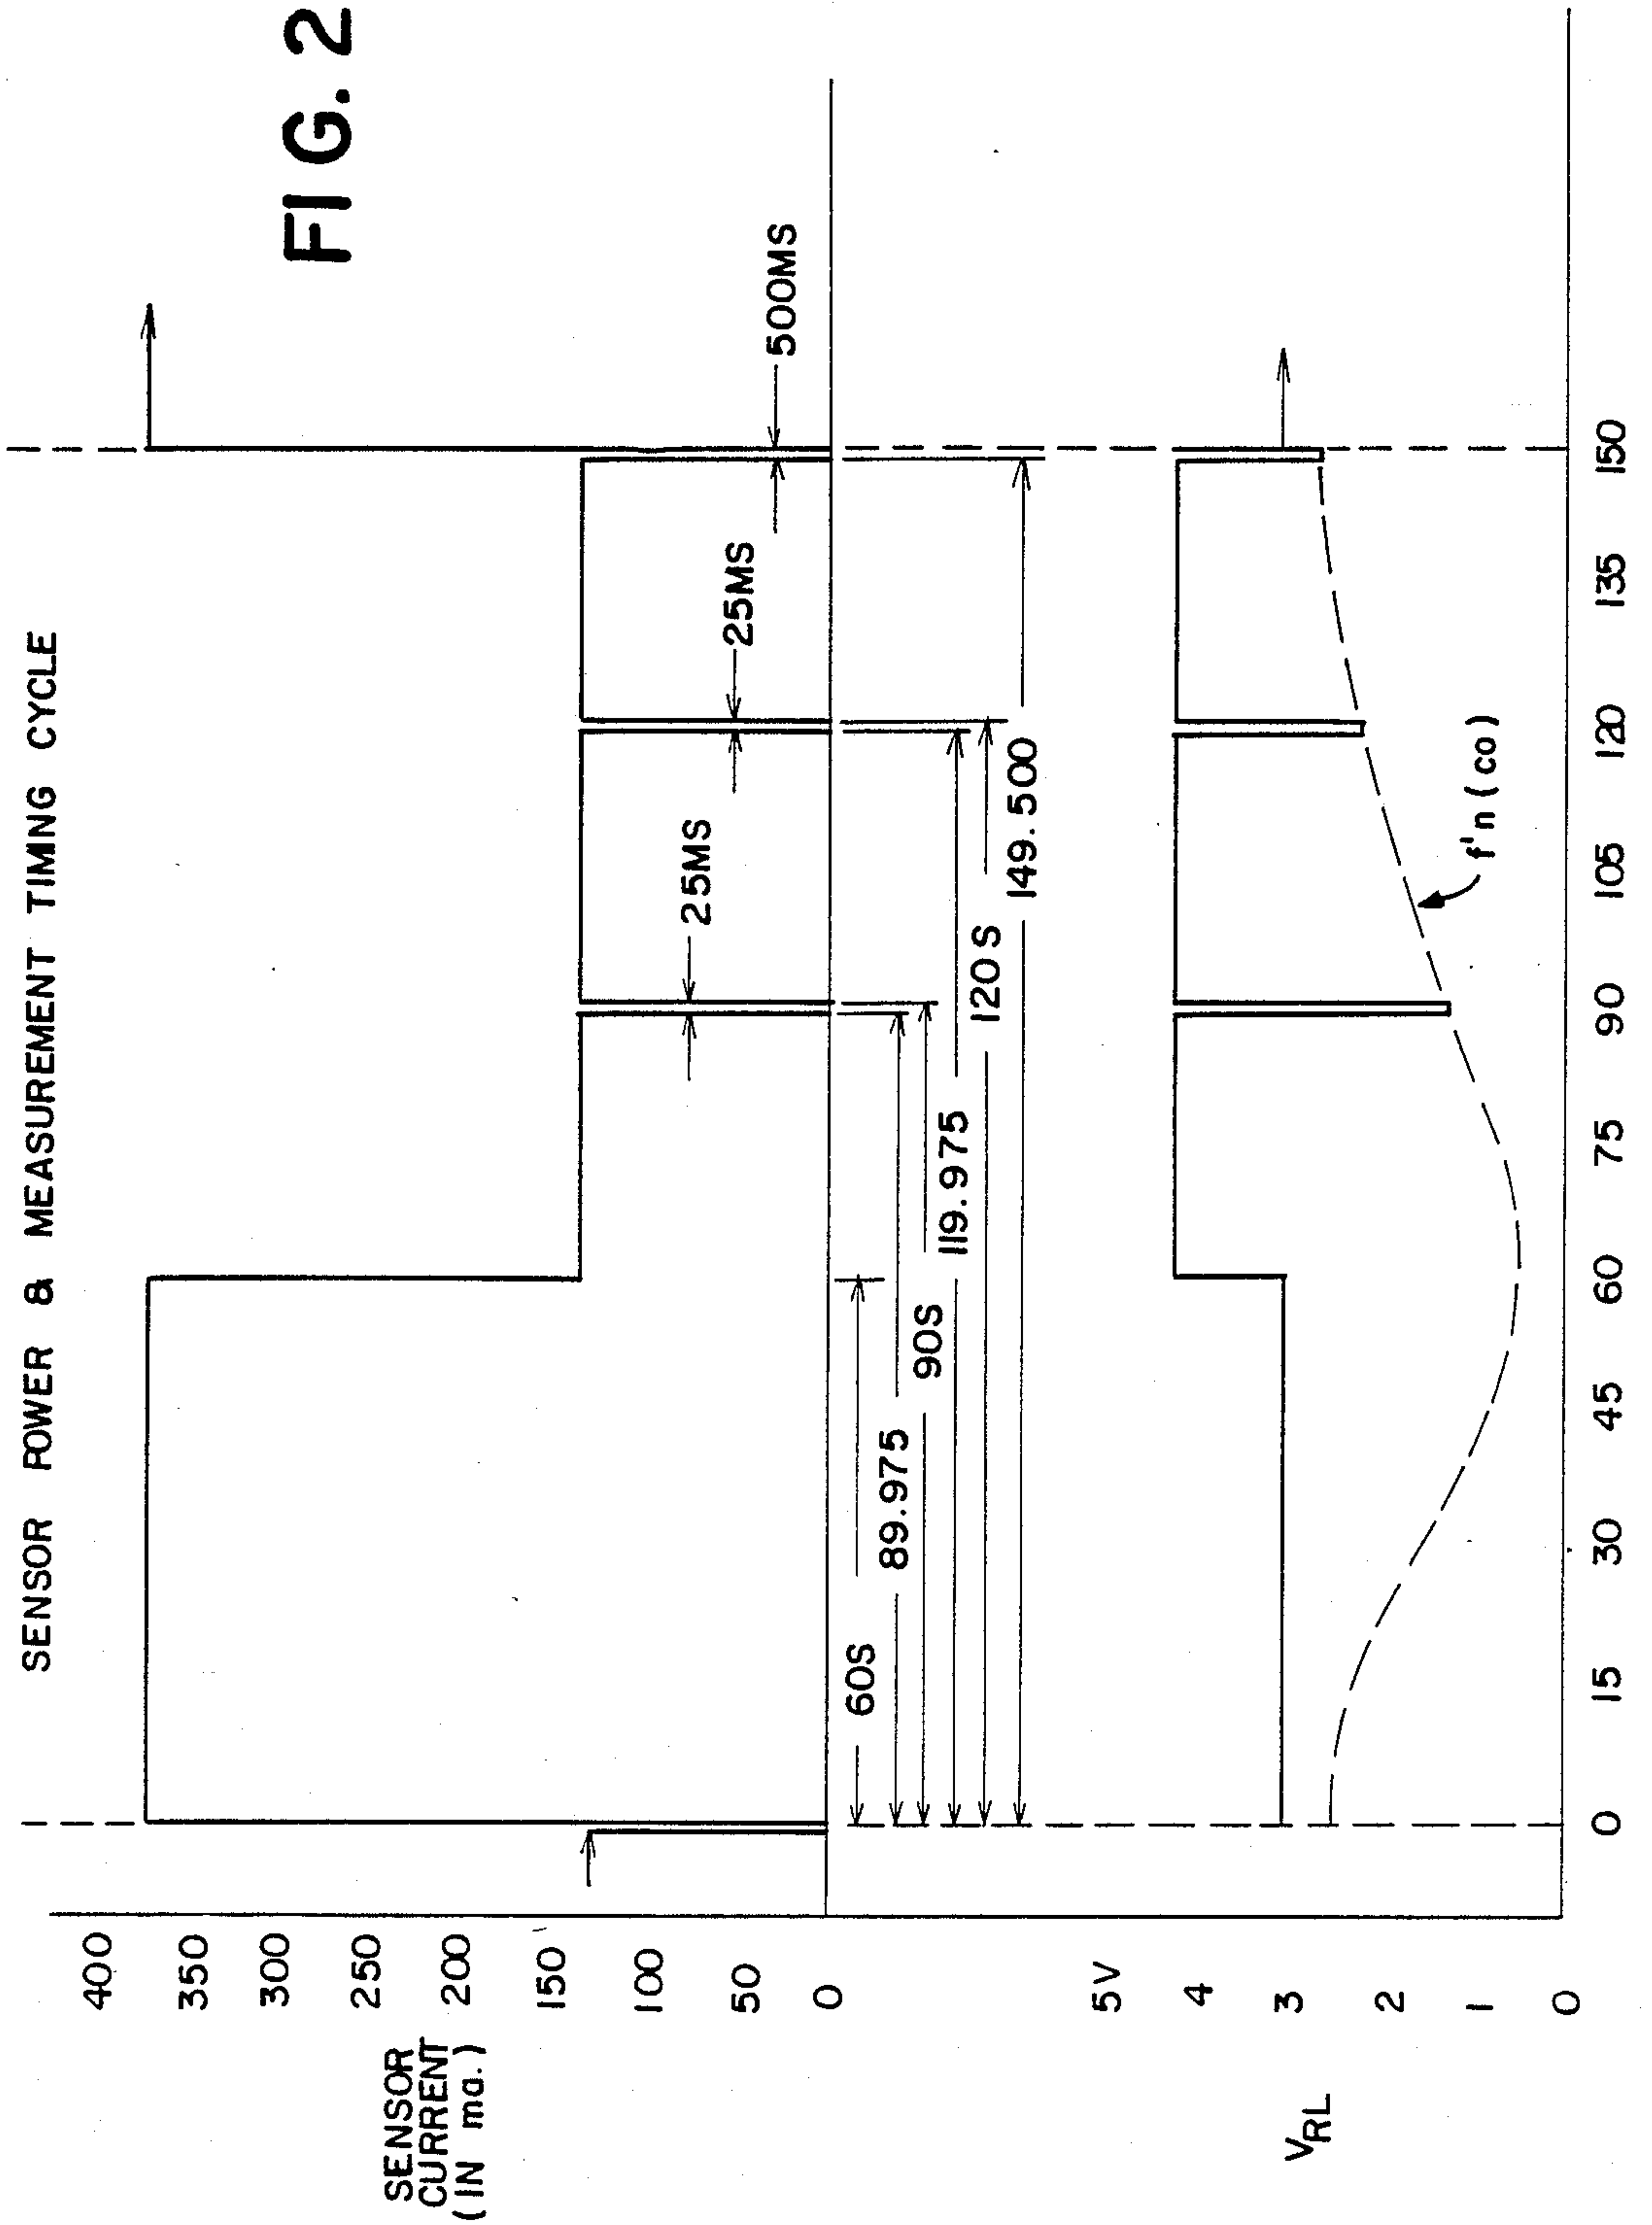 SENSOR POWER & MEASUREMENT TIMING CYCLE
FIG. 2
SENSOR
CURRENT
(IN ma.)
400
350
300
250
200
150
100
50
0
25MS
25MS
500MS
60S
89.975
90S
119.975
120S
149.500
VRL
5V
4
3
2
1
0
f'n (co)
0 15 30 45 60 75 90 105 120 135 150